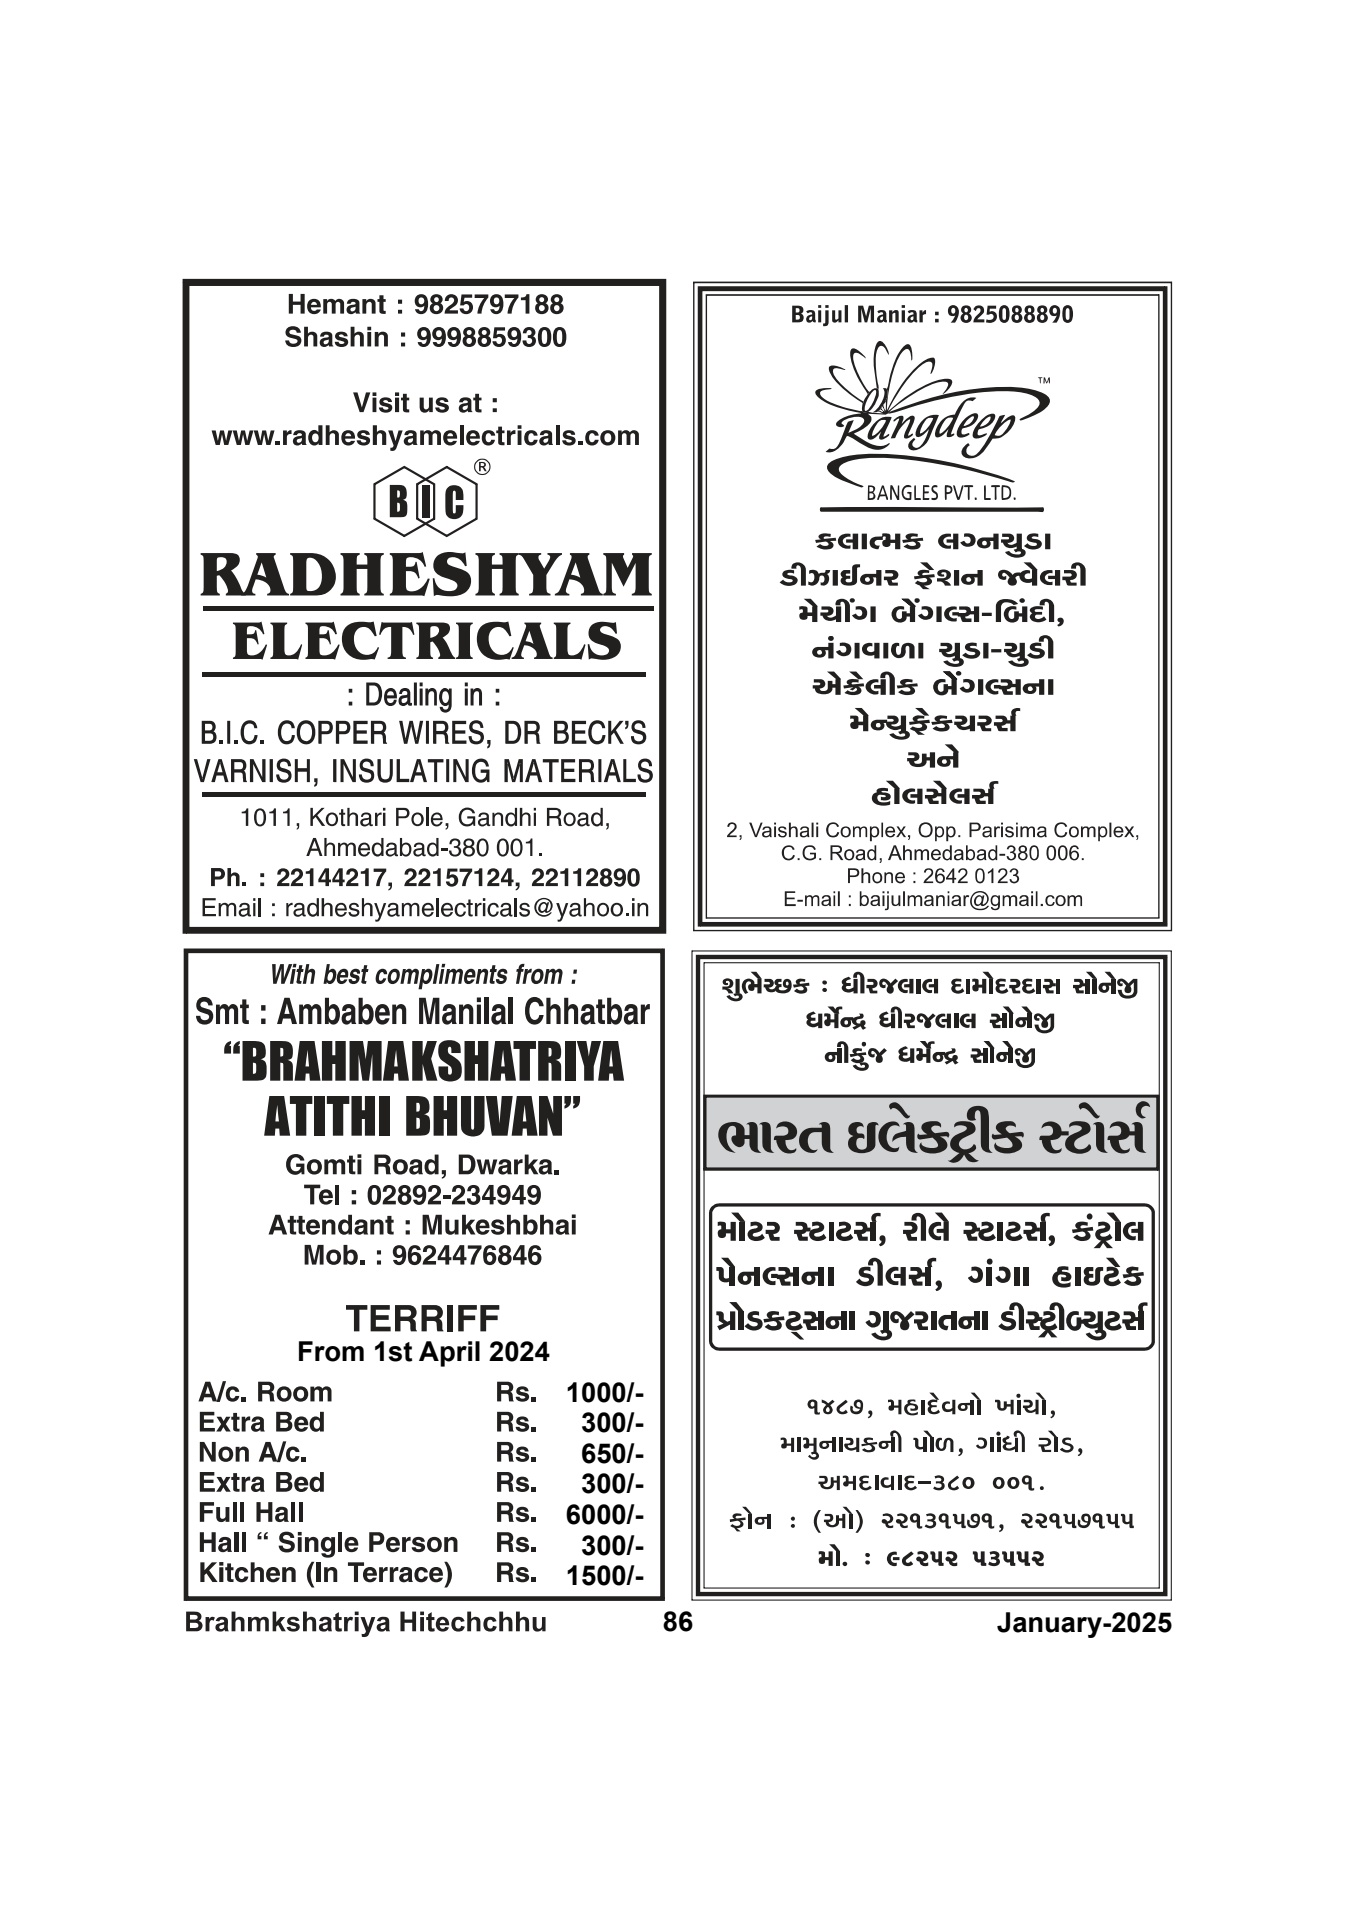 Hemant : 9825797188
Shashin : 9998859300
Visit us at :
www.radheshyamelectricals.com
BIC ®
RADHESHYAM
ELECTRICALS
: Dealing in :
B.I.C. COPPER WIRES, DR BECK'S
VARNISH, INSULATING MATERIALS
1011, Kothari Pole, Gandhi Road,
Ahmedabad-380 001.
Ph. : 22144217, 22157124, 22112890
Email : radheshyamelectricals@yahoo.in
Baijul Maniar : 9825088890
Rangdeep ™
BANGLES PVT. LTD.
કલાત્મક લગ્નચુડા
ડીઝાઈનર ફેશન જ્વેલરી
મેચીંગ બેંગલ્સ-બિંદી,
નંગવાળા ચુડા-ચુડી
એક્રેલીક બેંગલ્સના
મેન્યુફેકચરર્સ
અને
હોલસેલર્સ
2, Vaishali Complex, Opp. Parisima Complex,
C.G. Road, Ahmedabad-380 006.
Phone : 2642 0123
E-mail : baijulmaniar@gmail.com
With best compliments from :
Smt : Ambaben Manilal Chhatbar
“BRAHMAKSHATRIYA
ATITHI BHUVAN”
Gomti Road, Dwarka.
Tel : 02892-234949
Attendant : Mukeshbhai
Mob. : 9624476846
TERRIFF
From 1st April 2024
A/c. Room Rs. 1000/-
Extra Bed Rs. 300/-
Non A/c. Rs. 650/-
Extra Bed Rs. 300/-
Full Hall Rs. 6000/-
Hall “ Single Person Rs. 300/-
Kitchen (In Terrace) Rs. 1500/-
શુભેચ્છક : ધીરજલાલ દામોદરદાસ સોનેજી
ધર્મેન્દ્ર ધીરજલાલ સોનેજી
નીકુંજ ધર્મેન્દ્ર સોનેજી
ભારત ઇલેક્ટ્રીક સ્ટોર્સ
મોટર સ્ટાટર્સ, રીલે સ્ટાટર્સ, કંટ્રોલ
પેનલ્સના ડીલર્સ, ગંગા હાઇટેક
પ્રોડકટ્સના ગુજરાતના ડીસ્ટ્રીબ્યુટર્સ
૧૪૮૭, મહાદેવનો ખાંચો,
મામુનાયકની પોળ, ગાંધી રોડ,
અમદાવાદ–૩૮૦ ૦૦૧.
ફોન : (ઓ) ૨૨૧૩૧૫૭૧, ૨૨૧૫૭૧૫૫
મો. : ૯૮૨૫૨ ૫૩૫૫૨
Brahmkshatriya Hitechchhu 86 January-2025